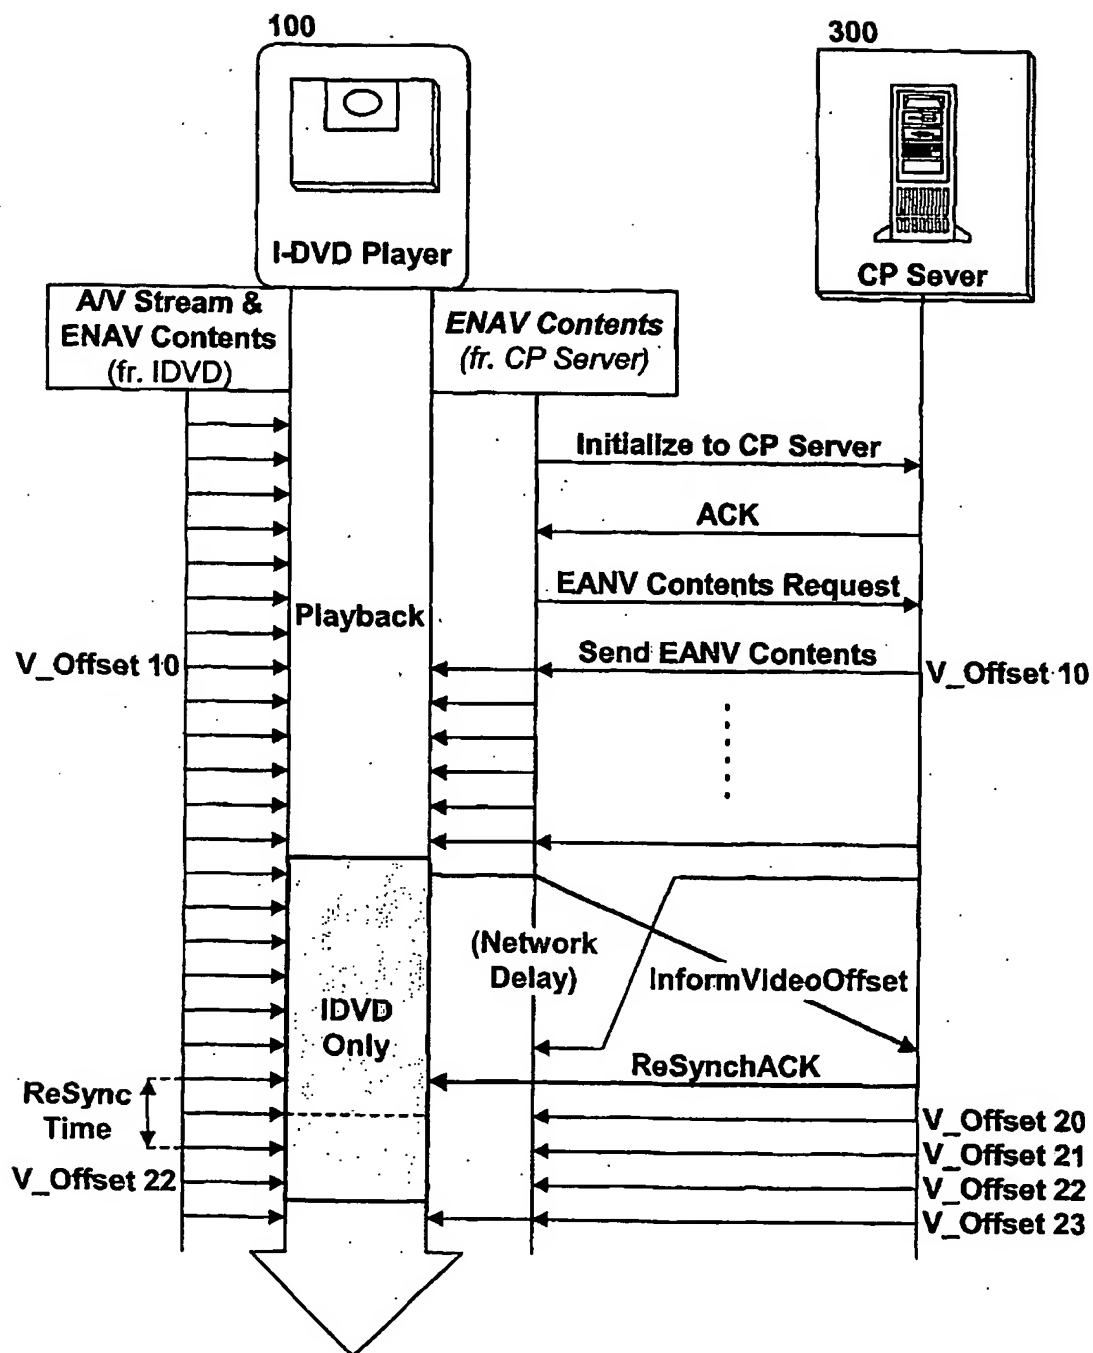 100
300
I-DVD Player
CP Sever
A/V Stream &
ENAV Contents
(fr. IDVD)
ENAV Contents
(fr. CP Server)
Initialize to CP Server
ACK
EANV Contents Request
Playback
Send EANV Contents
V_Offset 10
V_Offset 10
(Network
Delay)
InformVideoOffset
IDVD
Only
ReSynchACK
ReSync
Time
V_Offset 20
V_Offset 21
V_Offset 22
V_Offset 22
V_Offset 23